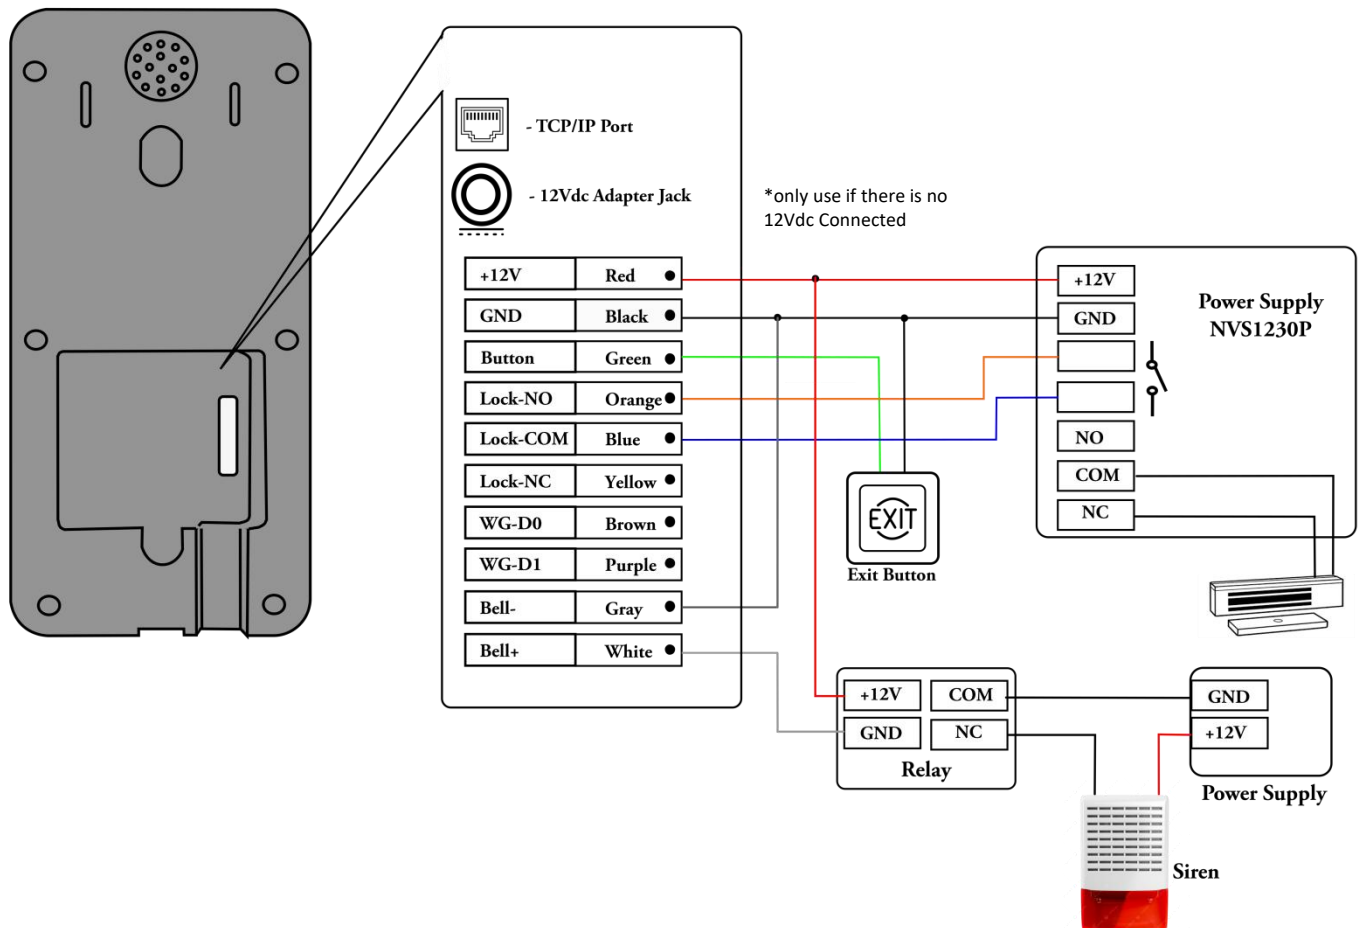 - TCP/IP Port
- 12Vdc Adapter Jack
*only use if there is no
12Vdc Connected
+12V Red
GND Black
Button Green
Lock-NO Orange
Lock-COM Blue
Lock-NC Yellow
WG-D0 Brown
WG-D1 Purple
Bell- Gray
Bell+ White
+12V
GND
NO
COM
NC
Power Supply
NVS1230P
EXIT
Exit Button
+12V COM
GND NC
Relay
GND
+12V
Power Supply
Siren